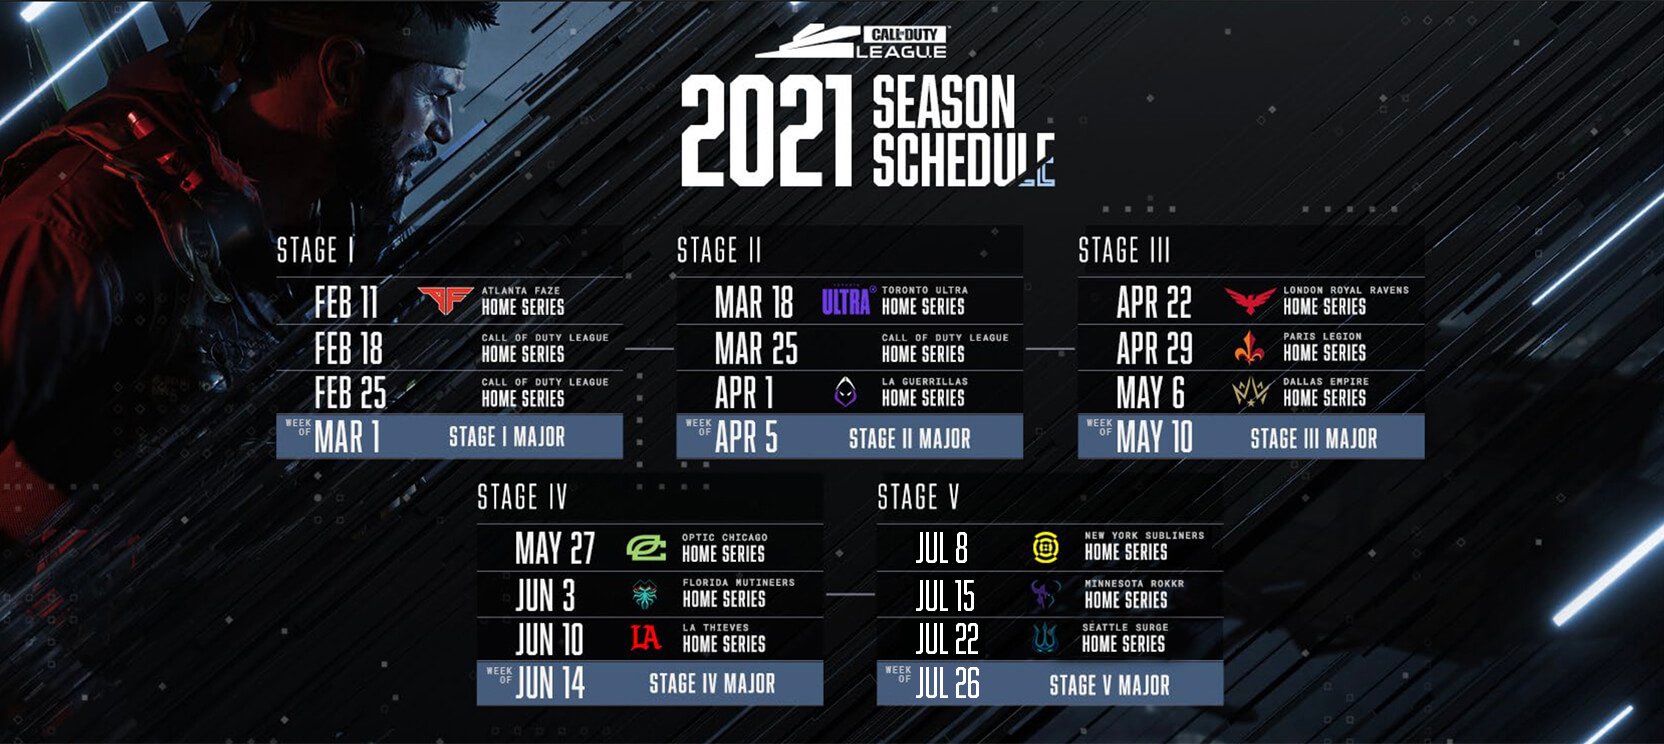 CALL OF DUTY
LEAGUE
2021 SEASON
SCHEDULE
STAGE I
FEB 11 ATLANTA FAZE
HOME SERIES
FEB 18 CALL OF DUTY LEAGUE
HOME SERIES
FEB 25 CALL OF DUTY LEAGUE
HOME SERIES
WEEK OF MAR 1 STAGE I MAJOR
STAGE II
MAR 18 ULTRA TORONTO ULTRA
HOME SERIES
MAR 25 CALL OF DUTY LEAGUE
HOME SERIES
APR 1 LA GUERRILLAS
HOME SERIES
WEEK OF APR 5 STAGE II MAJOR
STAGE III
APR 22 LONDON ROYAL RAVENS
HOME SERIES
APR 29 PARIS LEGION
HOME SERIES
MAY 6 DALLAS EMPIRE
HOME SERIES
WEEK OF MAY 10 STAGE III MAJOR
STAGE IV
MAY 27 OPTIC CHICAGO
HOME SERIES
JUN 3 FLORIDA MUTINEERS
HOME SERIES
JUN 10 LA LA THIEVES
HOME SERIES
WEEK OF JUN 14 STAGE IV MAJOR
STAGE V
JUL 8 NEW YORK SUBLINERS
HOME SERIES
JUL 15 MINNESOTA ROKKR
HOME SERIES
JUL 22 SEATTLE SURGE
HOME SERIES
WEEK OF JUL 26 STAGE V MAJOR